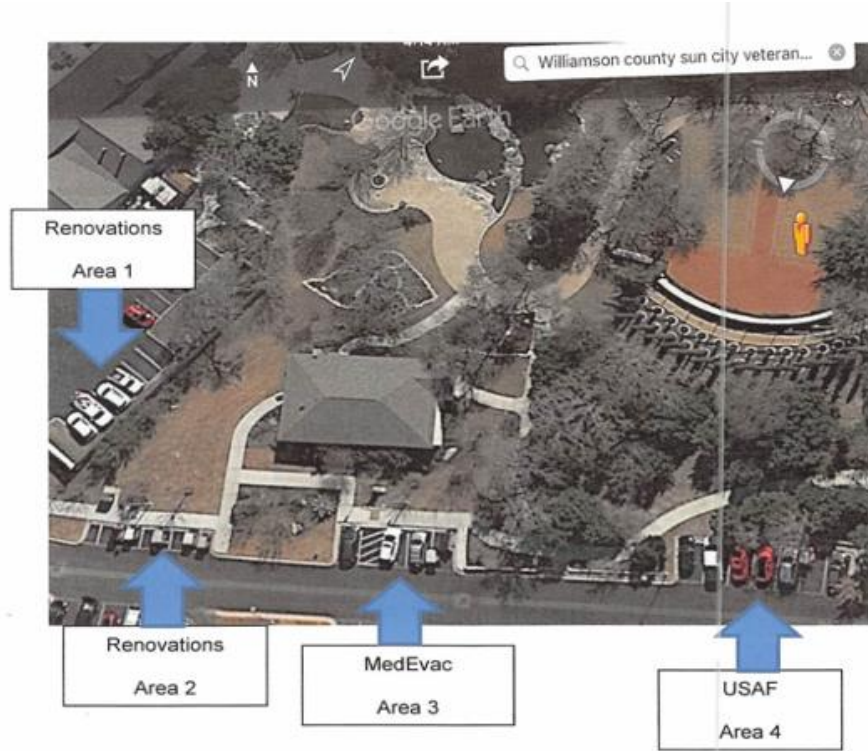 Williamson county sun city veteran...
N
Google Earth
Renovations
Area 1
Renovations
Area 2
MedEvac
Area 3
USAF
Area 4